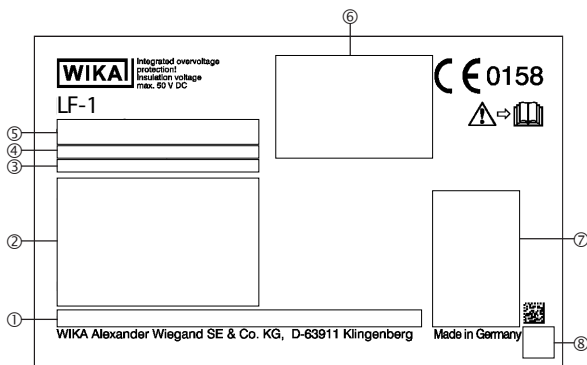 ⑥
WIKA
Integrated overvoltage
protection!
Insulation voltage
max. 50 V DC
CE 0158
LF-1
⑤
④
③
②
⑦
①
WIKA Alexander Wiegand SE & Co. KG, D-63911 Klingenberg
Made in Germany
⑧